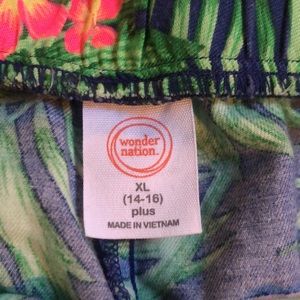 wonder
nation.
XL
(14-16)
plus
MADE IN VIETNAM